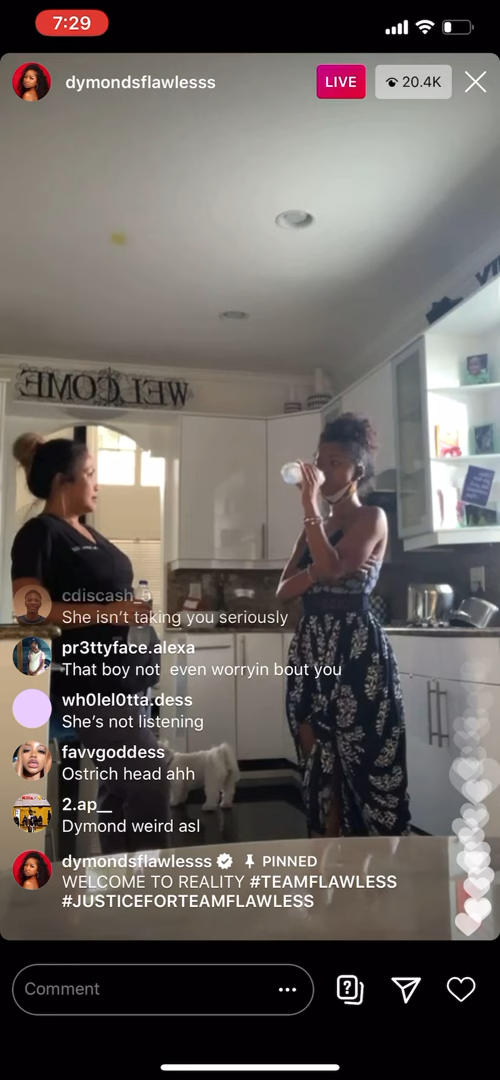 7:29
dymondsflawlesss
LIVE
20.4K
WELCOME
cdiscash_5
She isn’t taking you seriously
pr3ttyface.alexa
That boy not  even worryin bout you
wh0lel0tta.dess
She’s not listening
favvgoddess
Ostrich head ahh
2.ap__
Dymond weird asl
dymondsflawlesss PINNED
WELCOME TO REALITY #TEAMFLAWLESS
#JUSTICEFORTEAMFLAWLESS
Comment